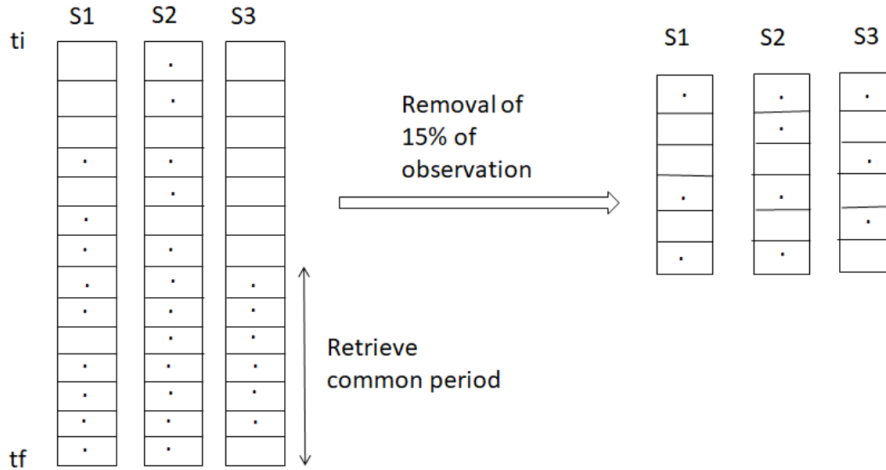 S1 S2 S3
ti
Removal of
15% of
observation
S1 S2 S3
Retrieve
common period
tf